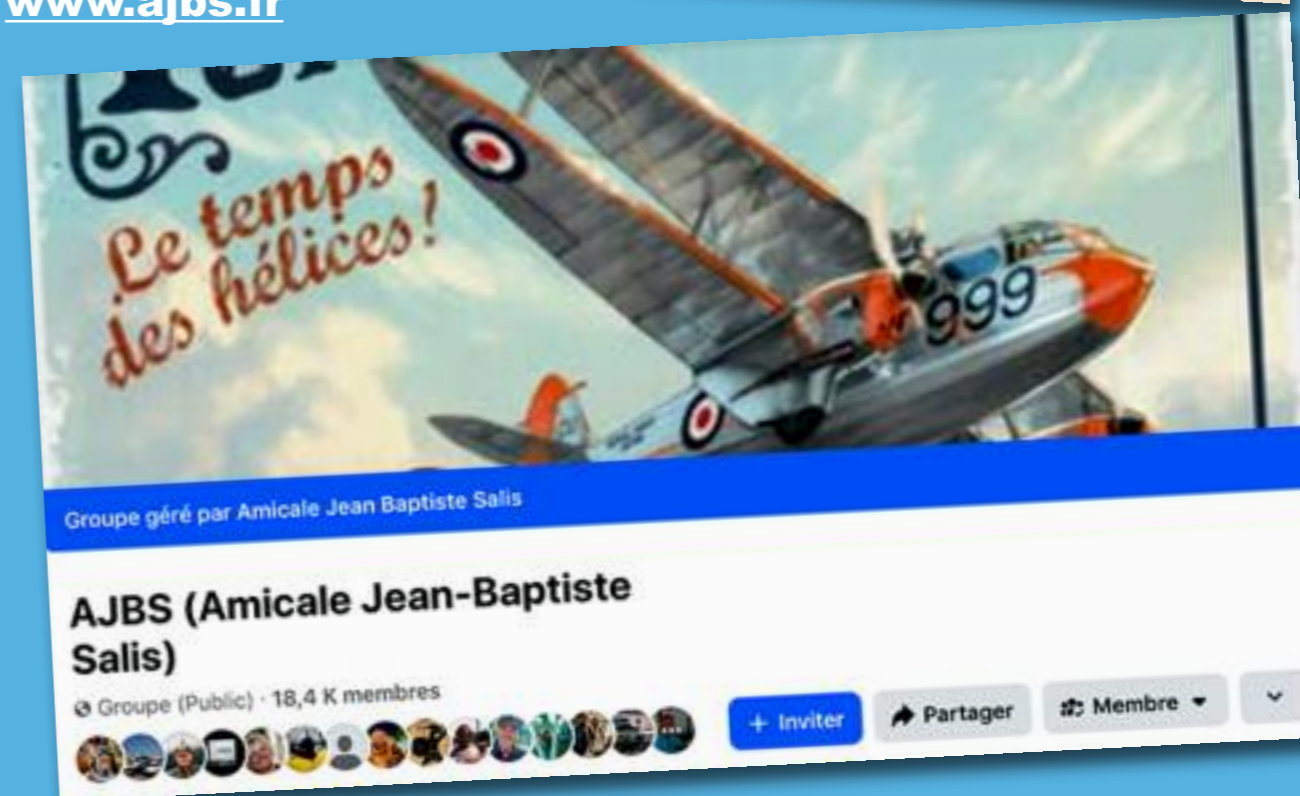 www.ajbs.fr
Le temps
des hélices!
999
Groupe géré par Amicale Jean Baptiste Salis
AJBS (Amicale Jean-Baptiste
Salis)
Groupe (Public) · 18,4 K membres
+ Inviter
Partager
Membre